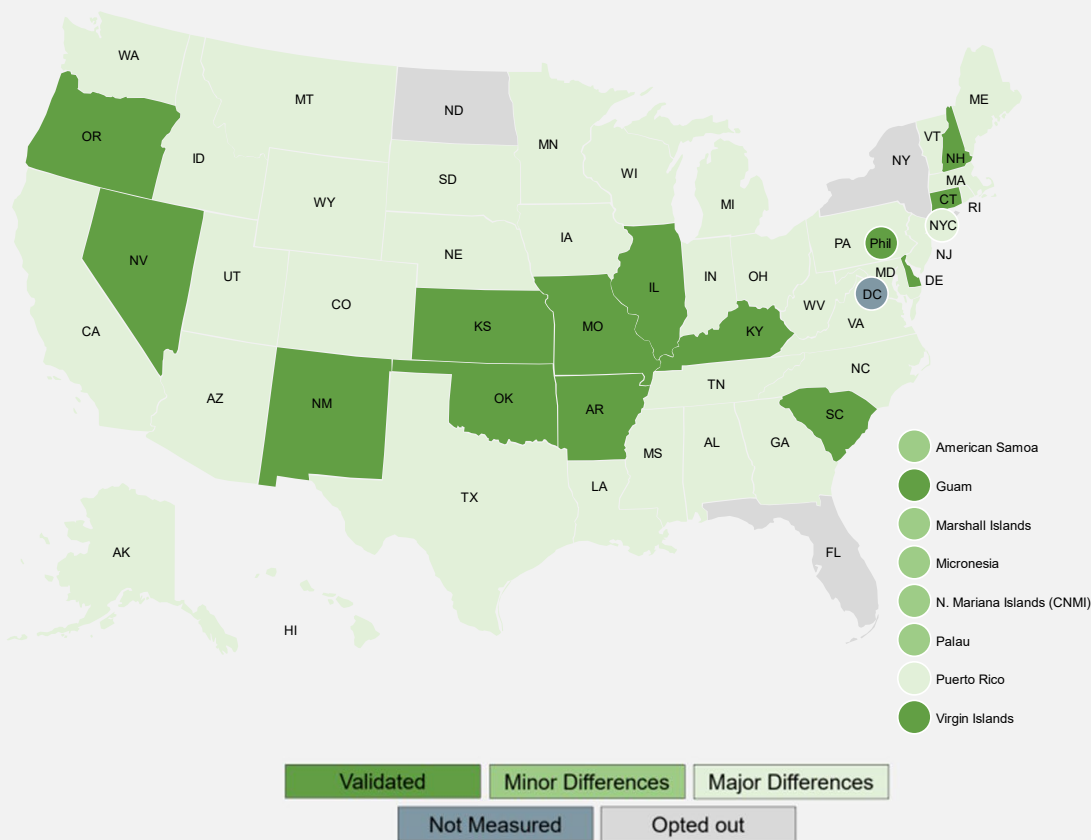 WA
MT
ND
ME
OR
ID
MN
VT
NH
NY
SD
WI
MA
WY
MI
CT
RI
NYC
IA
PA
Phil
NE
NJ
NV
UT
IN
OH
MD
DE
CO
IL
DC
WV
KS
MO
KY
VA
CA
NC
TN
AZ
NM
OK
AR
SC
MS
AL
GA
TX
LA
AK
FL
HI
American Samoa
Guam
Marshall Islands
Micronesia
N. Mariana Islands (CNMI)
Palau
Puerto Rico
Virgin Islands
Validated
Minor Differences
Major Differences
Not Measured
Opted out